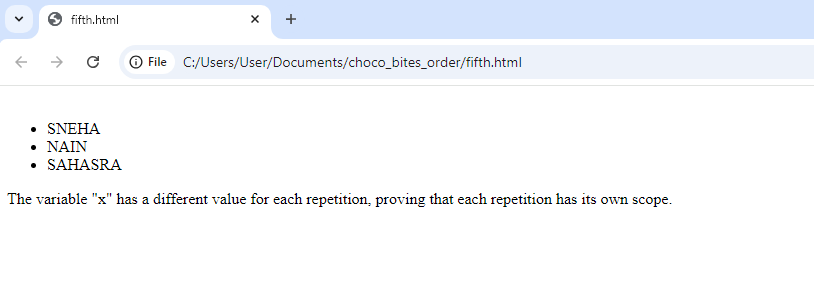 fifth.html
File C:/Users/User/Documents/choco_bites_order/fifth.html
SNEHA
NAIN
SAHASRA
The variable "x" has a different value for each repetition, proving that each repetition has its own scope.